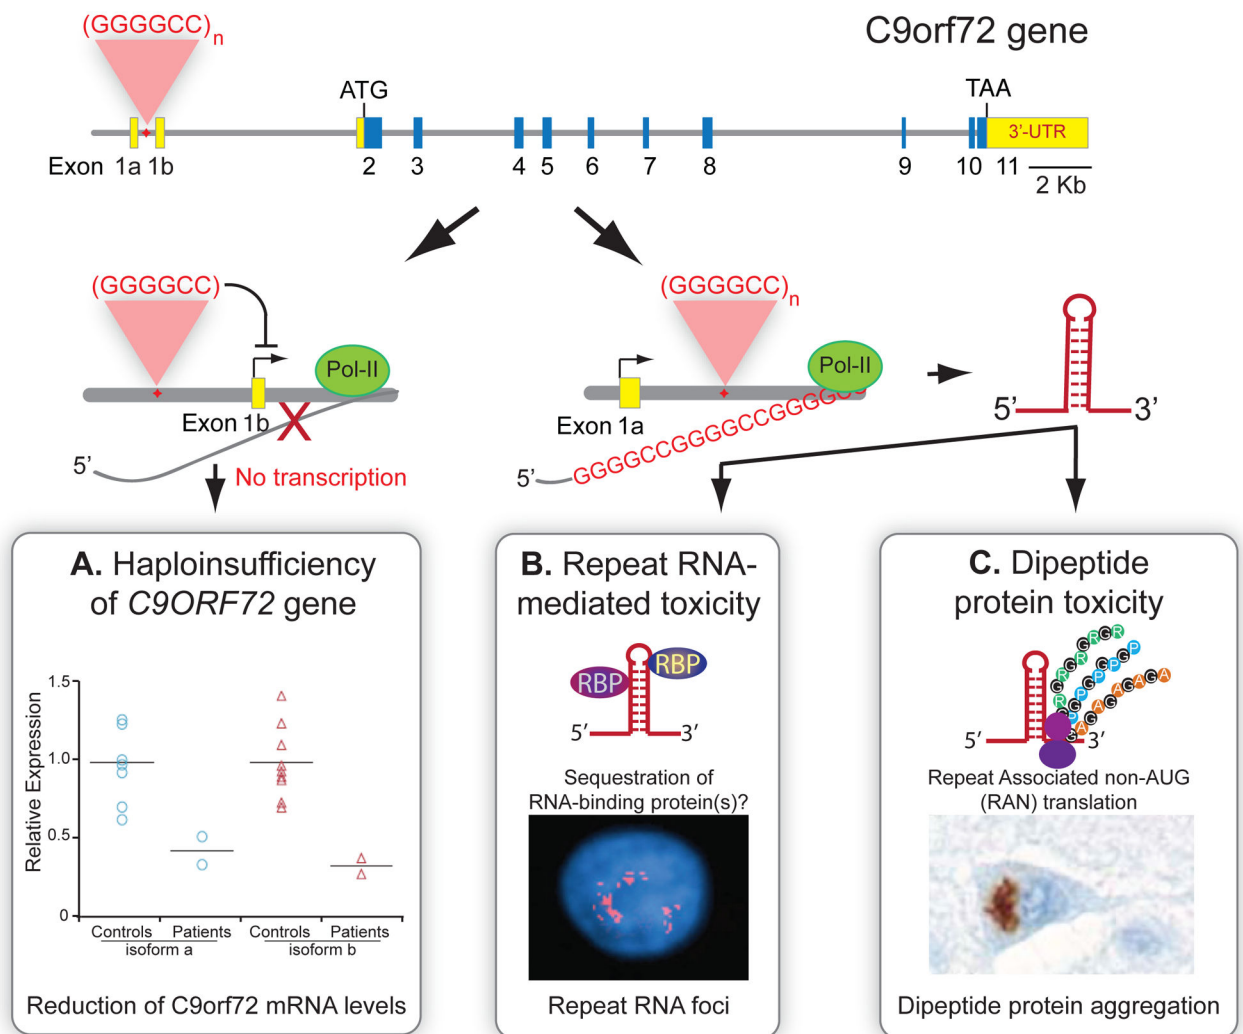 (GGGGCC)n
C9orf72 gene
ATG
TAA
3'-UTR
Exon 1a 1b 2 3 4 5 6 7 8 9 10 11
2 Kb
(GGGGCC)
Pol-II
Exon 1b
5’
No transcription
(GGGGCC)n
Pol-II
Exon 1a
5’
GGGGCCGGGGCCGGGGCC
5’ 3’
A. Haploinsufficiency
of C9ORF72 gene
Relative Expression
1.5
1.0
0.5
0
Controls Patients Controls Patients
isoform a isoform b
Reduction of C9orf72 mRNA levels
B. Repeat RNA-
mediated toxicity
RBP RBP
5’ 3’
Sequestration of
RNA-binding protein(s)?
Repeat RNA foci
C. Dipeptide
protein toxicity
GRGRGRGR
GPGPGPGP
GAGAGAGA
5’ 3’
Repeat Associated non-AUG
(RAN) translation
Dipeptide protein aggregation